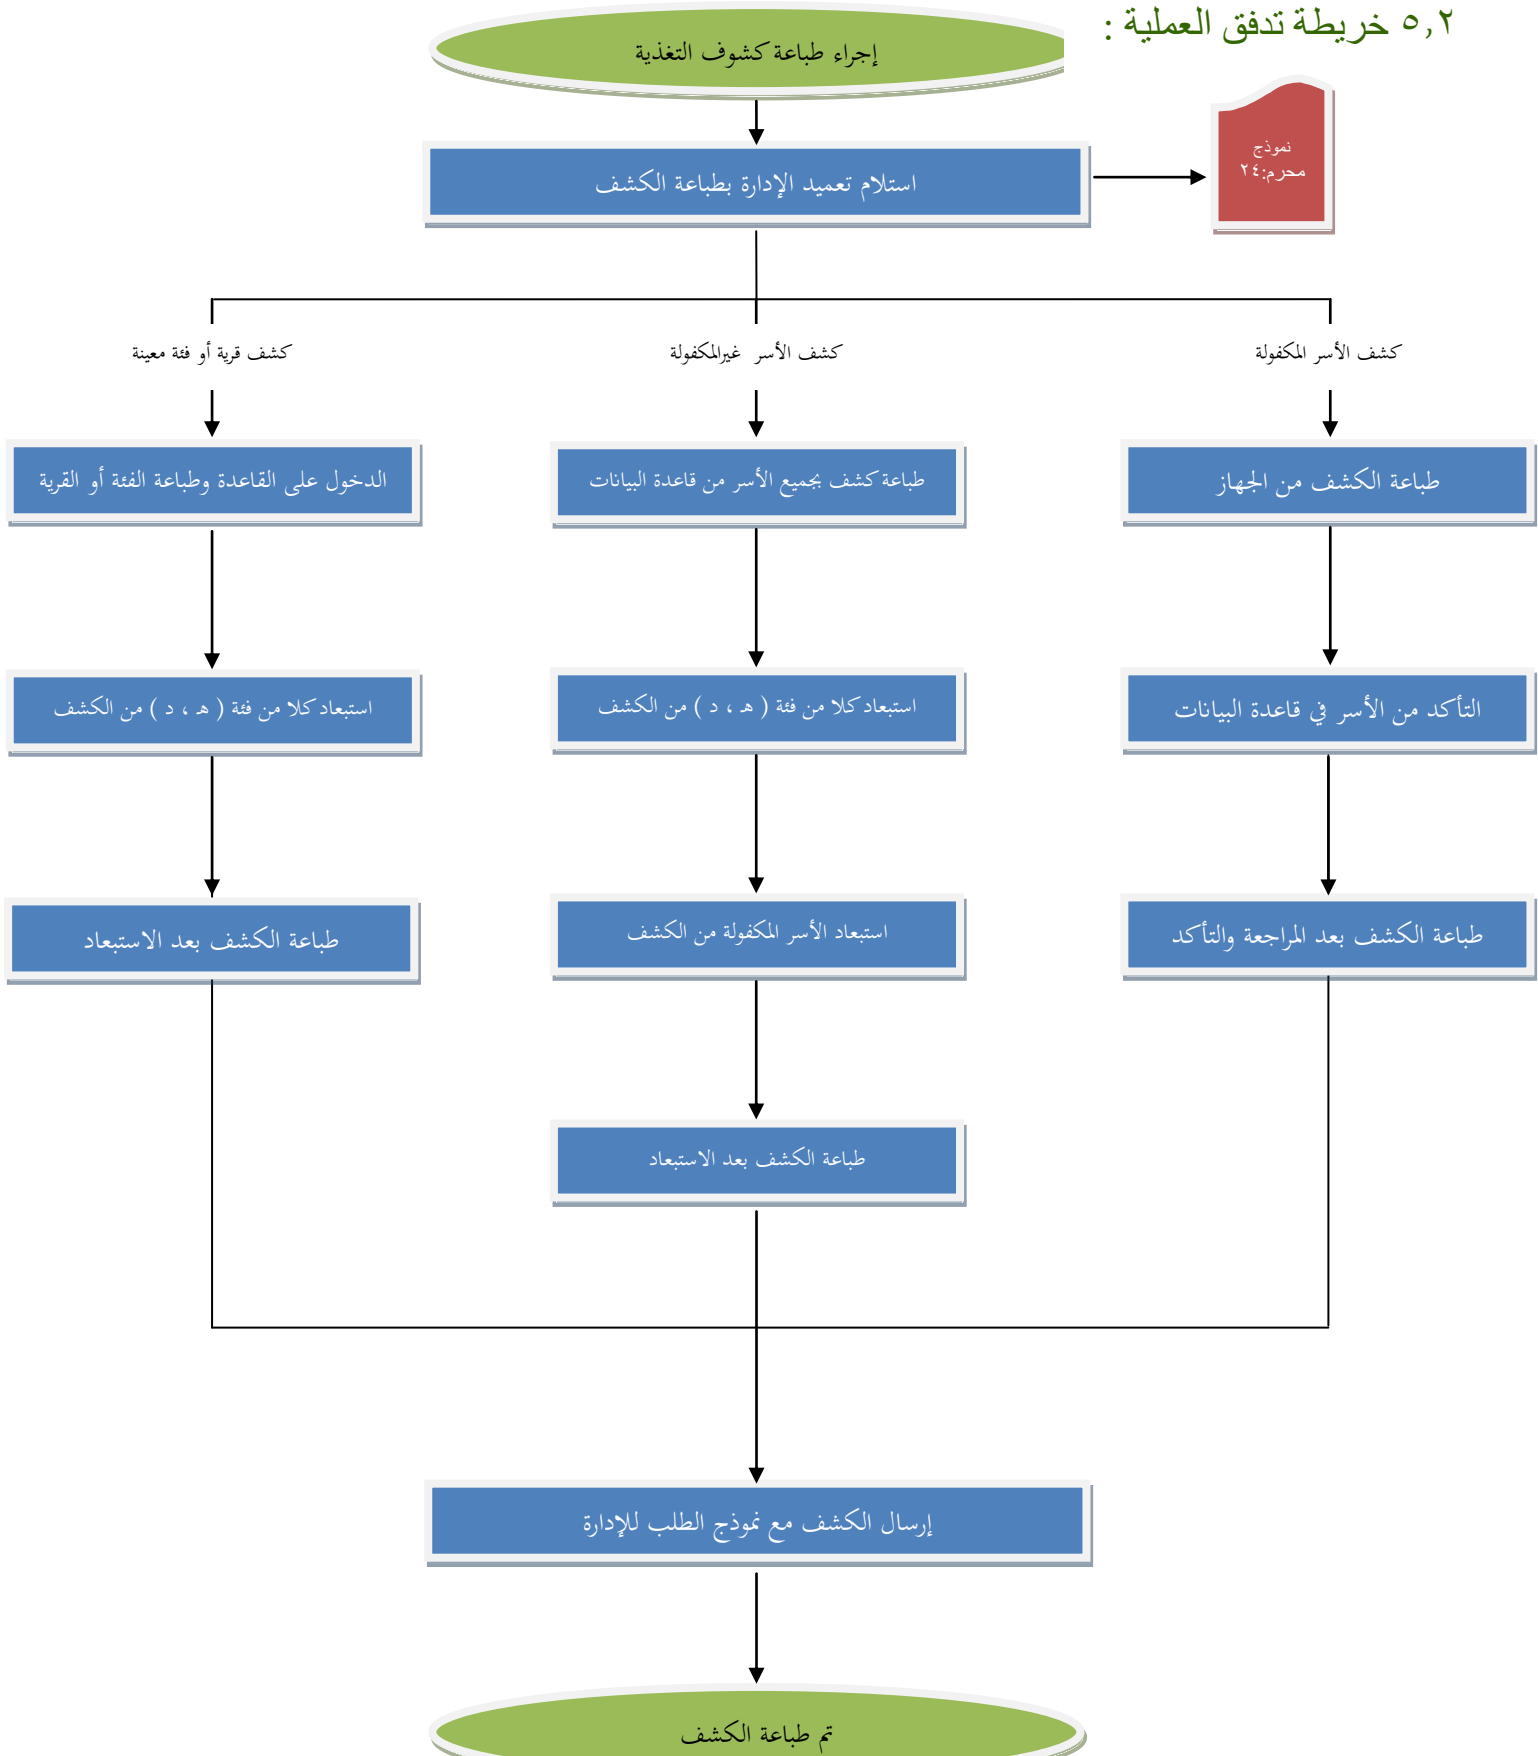 ٥,٢ خريطة تدفق العملية :
إجراء طباعة كشوف التغذية
استلام تعميد الإدارة بطباعة الكشف
نموذج
محرم:٢٤
كشف الأسر المكفولة
كشف الأسر غيرالمكفولة
كشف قرية أو فئة معينة
طباعة الكشف من الجهاز
طباعة كشف بجميع الأسر من قاعدة البيانات
الدخول على القاعدة وطباعة الفئة أو القرية
التأكد من الأسر في قاعدة البيانات
استبعاد كلا من فئة ( هـ ، د ) من الكشف
استبعاد كلا من فئة ( هـ ، د ) من الكشف
طباعة الكشف بعد المراجعة والتأكد
استبعاد الأسر المكفولة من الكشف
طباعة الكشف بعد الاستبعاد
طباعة الكشف بعد الاستبعاد
إرسال الكشف مع نموذج الطلب للإدارة
تم طباعة الكشف